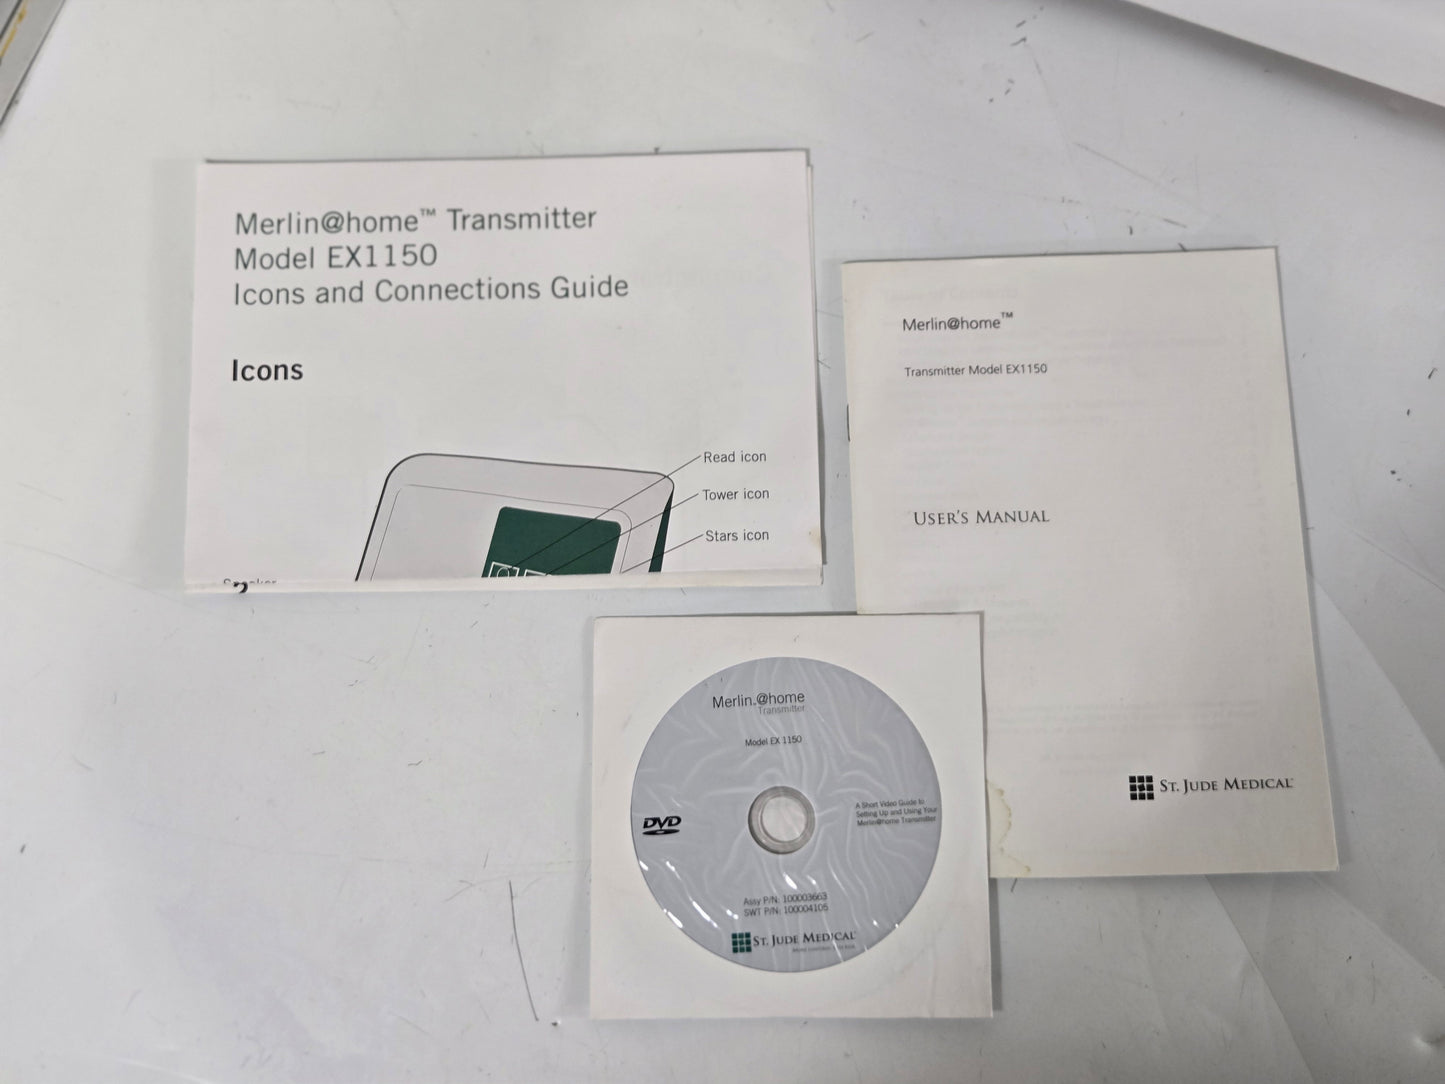 Merlin@home™ Transmitter
Model EX1150
Icons and Connections Guide
Icons
Read icon
Tower icon
Stars icon
Speaker
Merlin@home™
Transmitter Model EX1150
USER'S MANUAL
ST. JUDE MEDICAL
Merlin@home
Transmitter
Model EX1150
DVD
A Short Video Guide to
Setting Up and Using Your
Merlin@home Transmitter
Assy P/N: 100003663
SWT P/N: 100004105
ST. JUDE MEDICAL